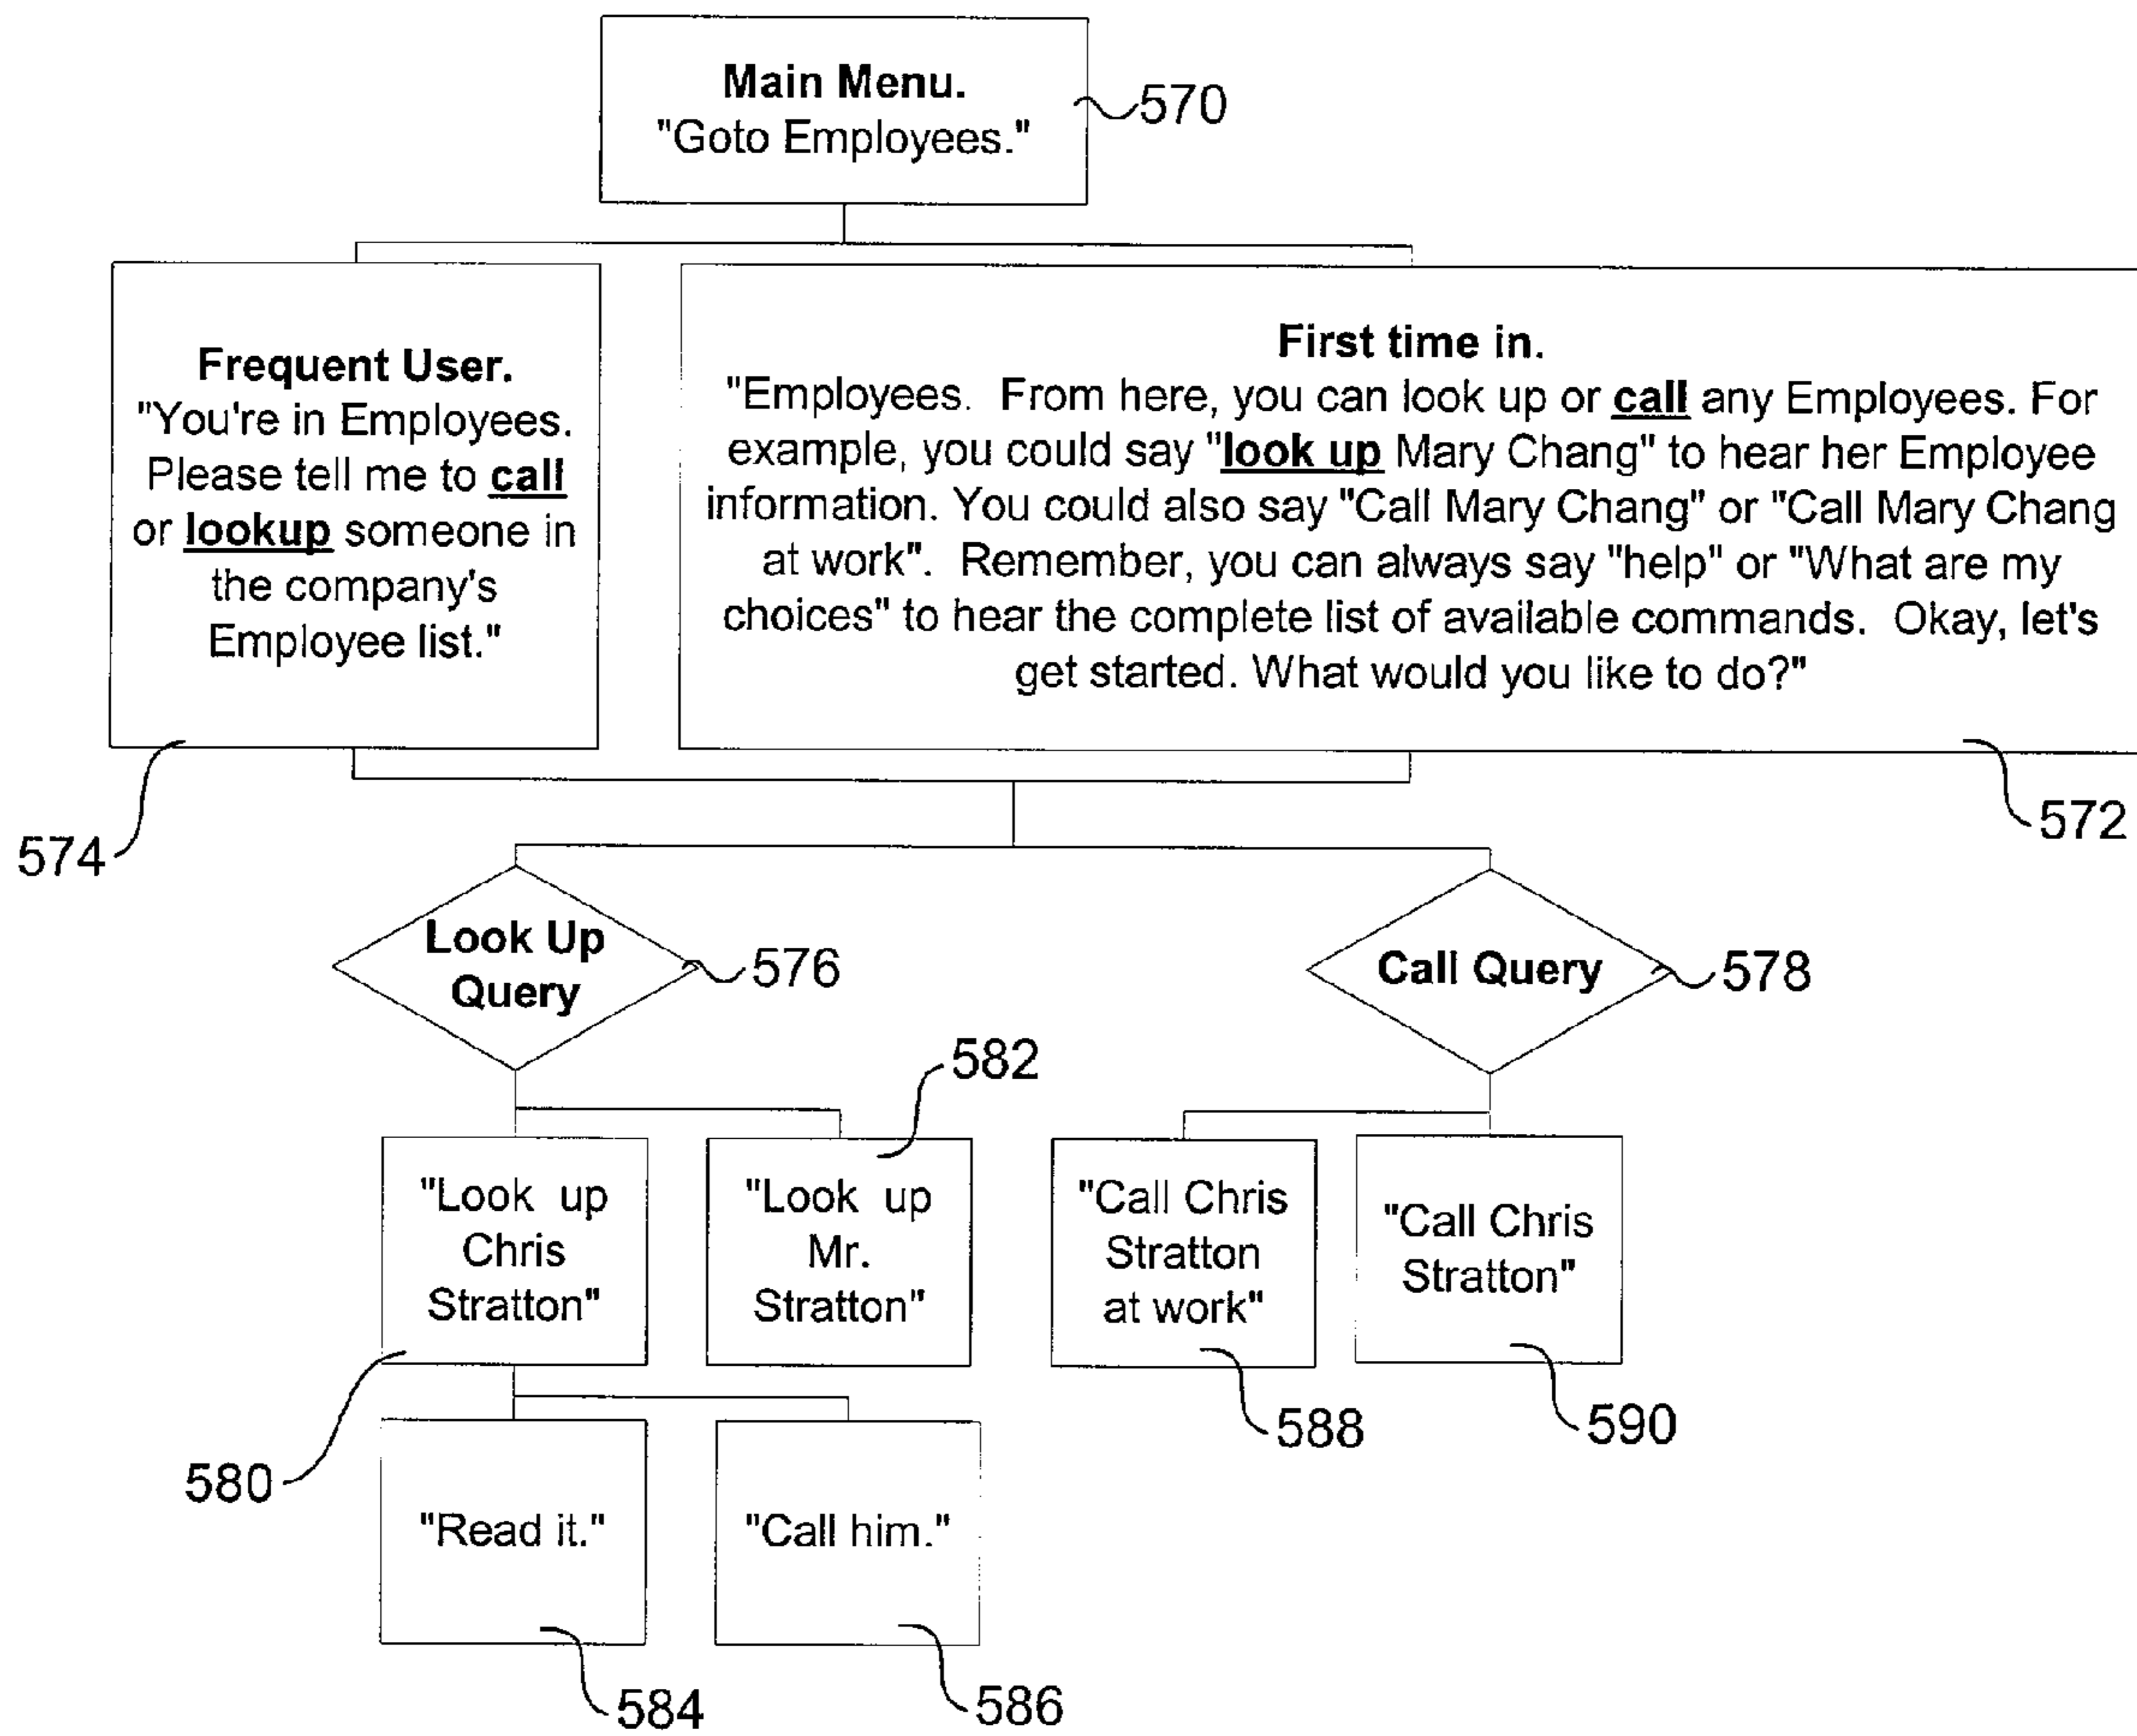 Main Menu.
"Goto Employees."
570
Frequent User.
"You're in Employees.
Please tell me to call
or lookup someone in
the company's
Employee list."
574
First time in.
"Employees.  From here, you can look up or call any Employees. For
example, you could say "look up Mary Chang" to hear her Employee
information. You could also say "Call Mary Chang" or "Call Mary Chang
at work".  Remember, you can always say "help" or "What are my
choices" to hear the complete list of available commands.  Okay, let's
get started. What would you like to do?"
572
Look Up
Query
576
Call Query
578
"Look  up
Chris
Stratton"
580
"Look  up
Mr.
Stratton"
582
"Call Chris
Stratton
at work"
588
"Call Chris
Stratton"
590
"Read it."
584
"Call him."
586